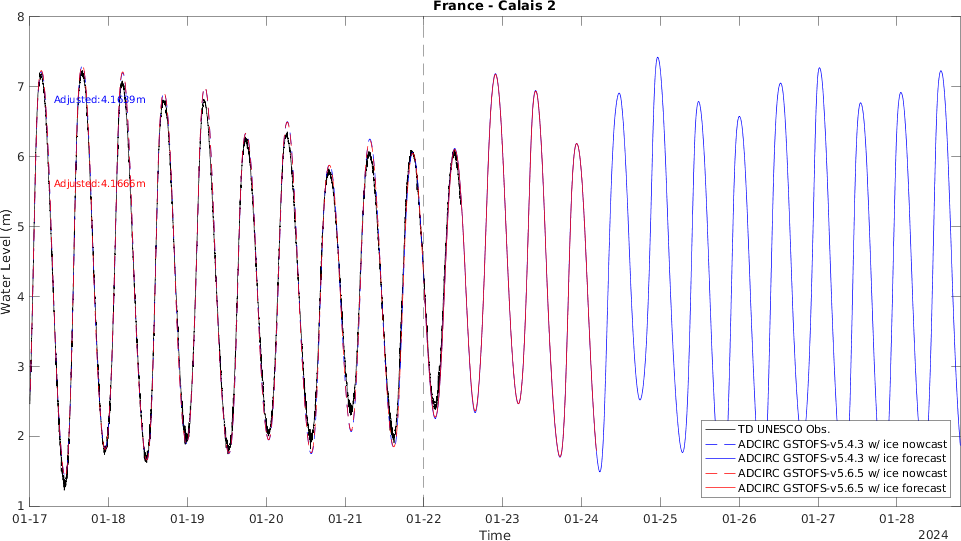 France - Calais 2
8
7
6
5
4
3
2
1
Water Level (m)
Adjusted:4.1639m
Adjusted:4.1665m
TD UNESCO Obs.
ADCIRC GSTOFS-v5.4.3 w/ ice nowcast
ADCIRC GSTOFS-v5.4.3 w/ ice forecast
ADCIRC GSTOFS-v5.6.5 w/ ice nowcast
ADCIRC GSTOFS-v5.6.5 w/ ice forecast
01-17 01-18 01-19 01-20 01-21 01-22 01-23 01-24 01-25 01-26 01-27 01-28
Time
2024